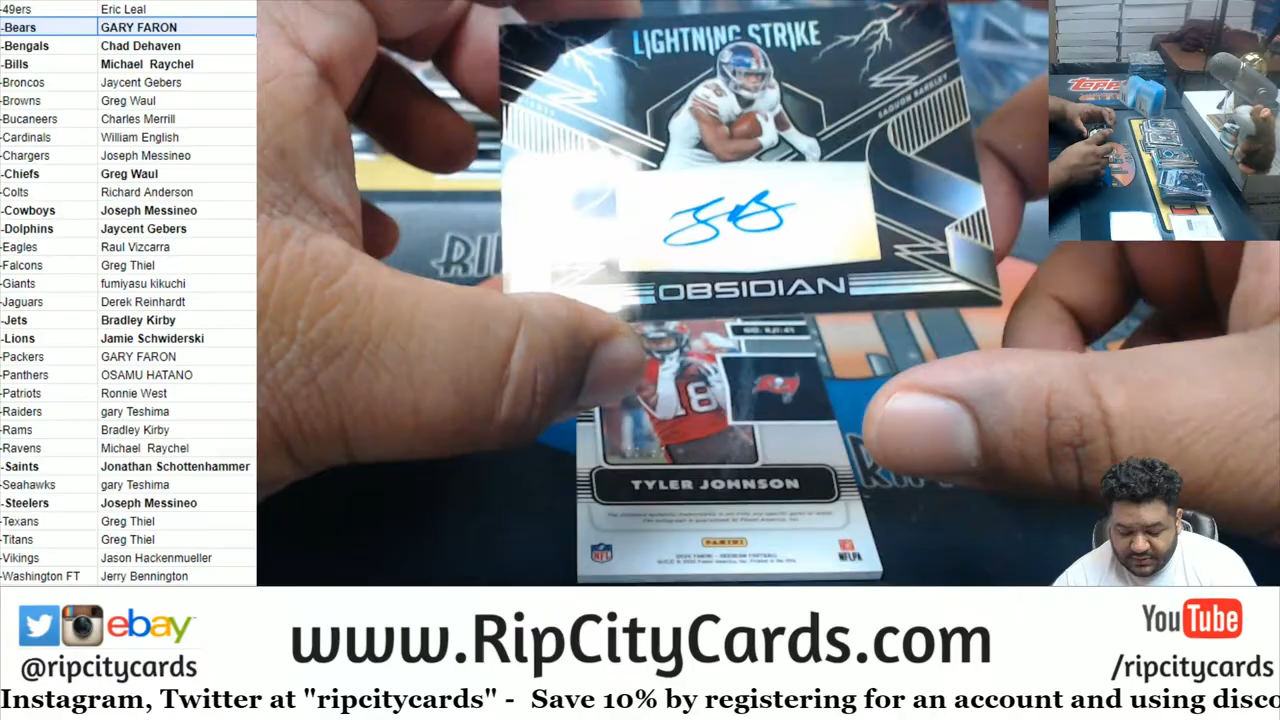 -49ers Eric Leal
-Bears GARY FARON
-Bengals Chad Dehaven
-Bills Michael Raychel
-Broncos Jaycent Gebers
-Browns Greg Waul
-Bucaneers Charles Merrill
-Cardinals William English
-Chargers Joseph Messineo
-Chiefs Greg Waul
-Colts Richard Anderson
-Cowboys Joseph Messineo
-Dolphins Jaycent Gebers
-Eagles Raul Vizcarra
-Falcons Greg Thiel
-Giants fumiyasu kikuchi
-Jaguars Derek Reinhardt
-Jets Bradley Kirby
-Lions Jamie Schwiderski
-Packers GARY FARON
-Panthers OSAMU HATANO
-Patriots Ronnie West
-Raiders gary Teshima
-Rams Bradley Kirby
-Ravens Michael Raychel
-Saints Jonathan Schottenhammer
-Seahawks gary Teshima
-Steelers Joseph Messineo
-Texans Greg Thiel
-Titans Greg Thiel
-Vikings Jason Hackenmueller
-Washington FT Jerry Bennington
LIGHTNING STRIKE
SAQUON BARKLEY
OBSIDIAN
18
TYLER JOHNSON
PANINI
NFL
NFLPA
topps
ebay
@ripcitycards
www.RipCityCards.com
YouTube
/ripcitycards
Instagram, Twitter at "ripcitycards" - Save 10% by registering for an account and using disco